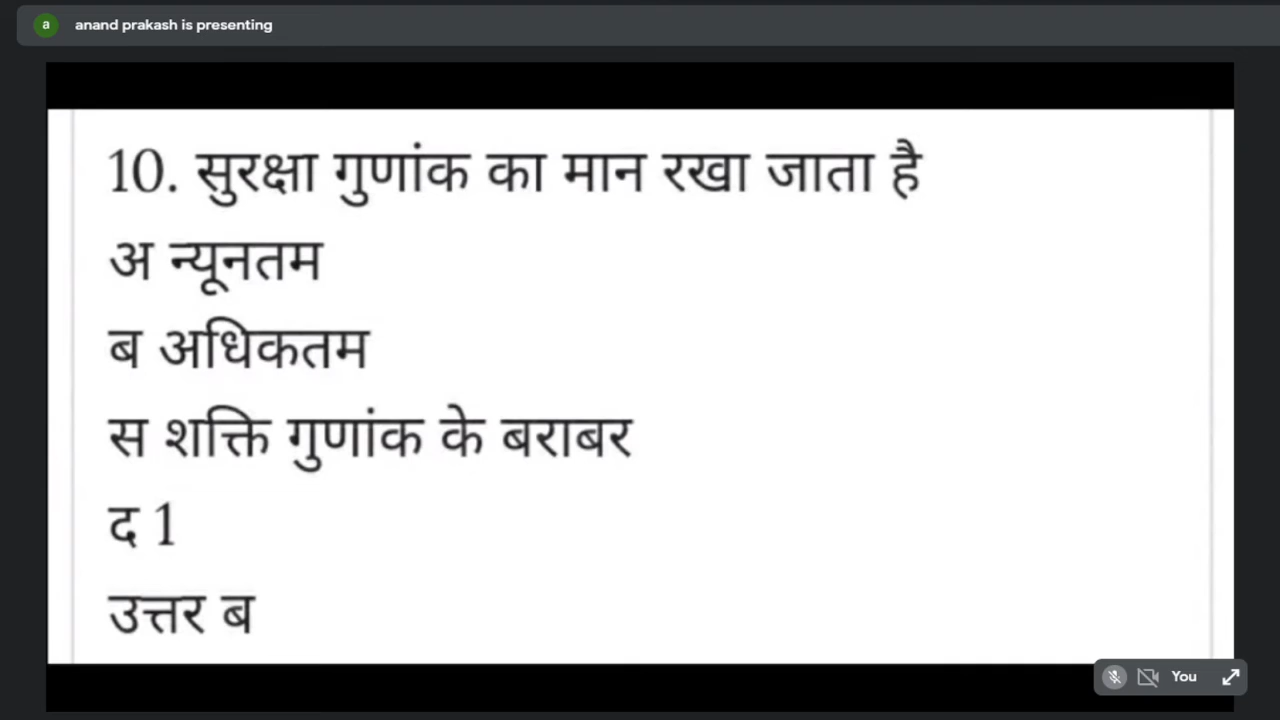 a anand prakash is presenting
10. सुरक्षा गुणांक का मान रखा जाता है
अ न्यूनतम
ब अधिकतम
स शक्ति गुणांक के बराबर
द 1
उत्तर ब
You